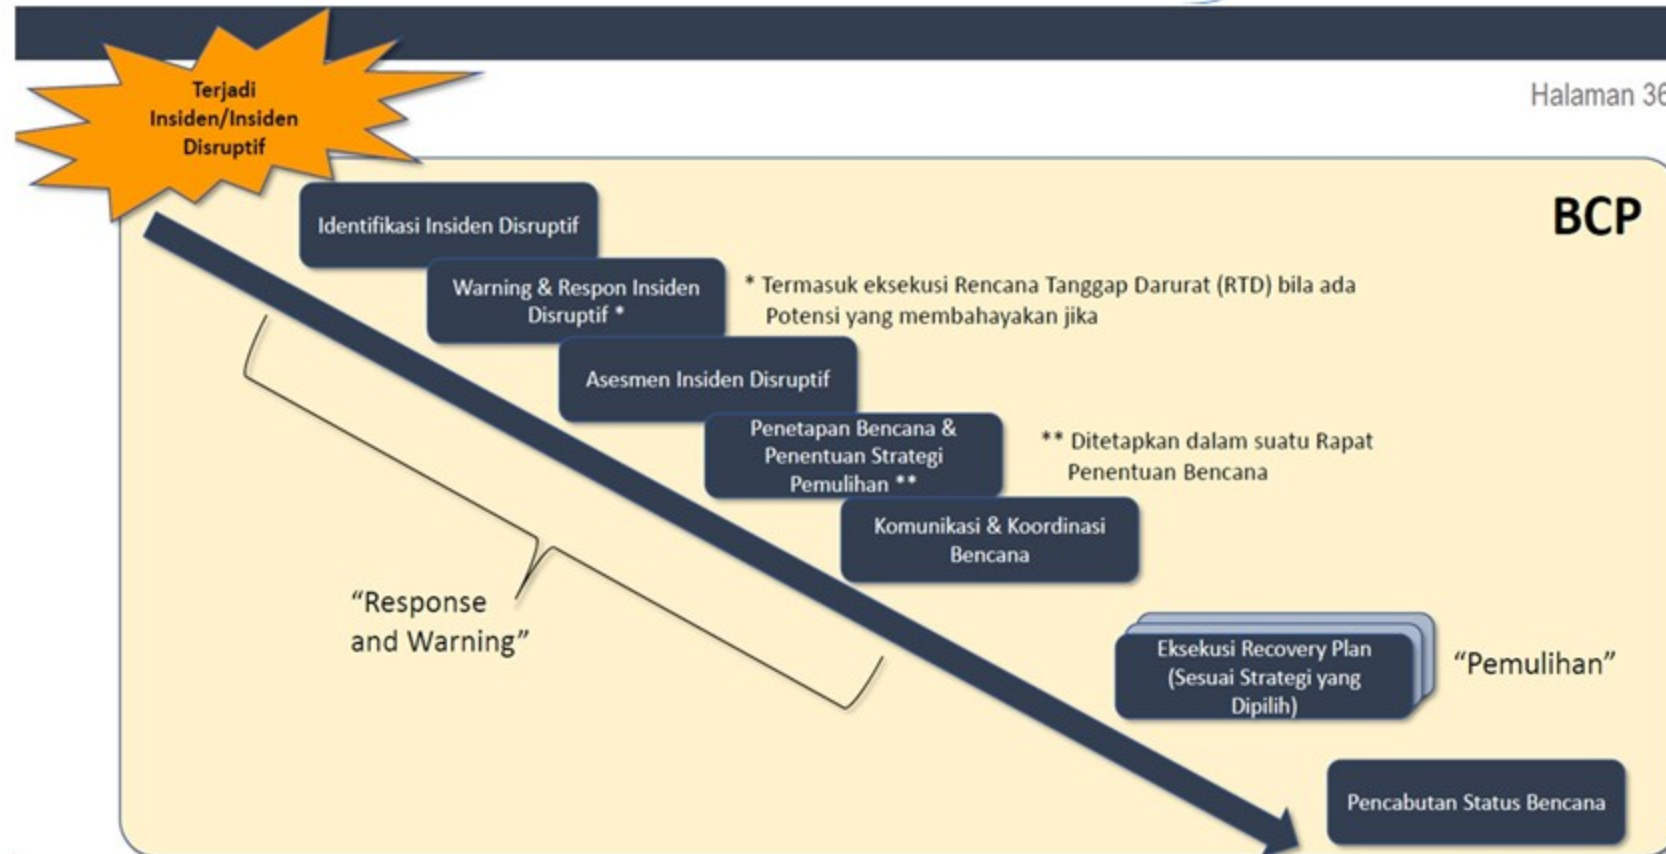 Terjadi
Insiden/Insiden
Disruptif
Halaman 36
BCP
Identifikasi Insiden Disruptif
Warning & Respon Insiden
Disruptif *
* Termasuk eksekusi Rencana Tanggap Darurat (RTD) bila ada
Potensi yang membahayakan jika
Asesmen Insiden Disruptif
Penetapan Bencana &
Penentuan Strategi
Pemulihan **
** Ditetapkan dalam suatu Rapat
Penentuan Bencana
Komunikasi & Koordinasi
Bencana
“Response
and Warning”
Eksekusi Recovery Plan
(Sesuai Strategi yang
Dipilih)
“Pemulihan”
Pencabutan Status Bencana